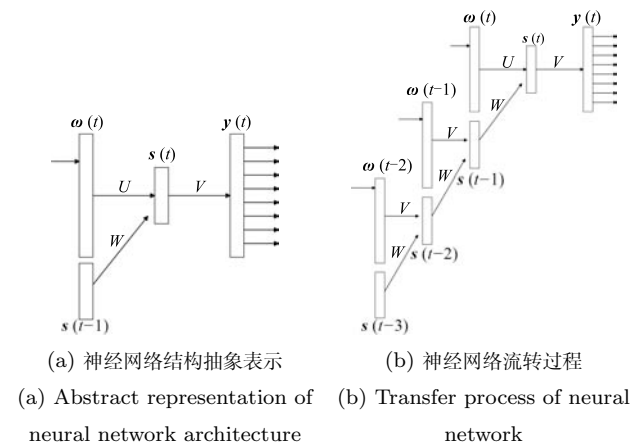 ω (t)
y (t)
s (t)
U
V
W
s (t−1)
ω (t)
y (t)
s (t)
U
V
ω (t−1)
W
V
ω (t−2)
W
s (t−1)
V
W
s (t−2)
s (t−3)
(a) 神经网络结构抽象表示
(a) Abstract representation of
neural network architecture
(b) 神经网络流转过程
(b) Transfer process of neural
network